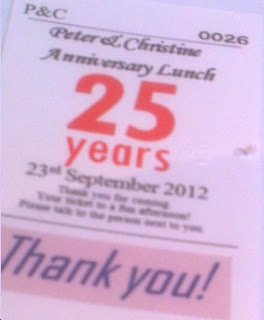 P&C 0026
Peter & Christine
Anniversary Lunch
25
years
23rd September 2012
Thank you for coming.
Your ticket to a fun afternoon!
Please talk to the person next to you.
Thank you!